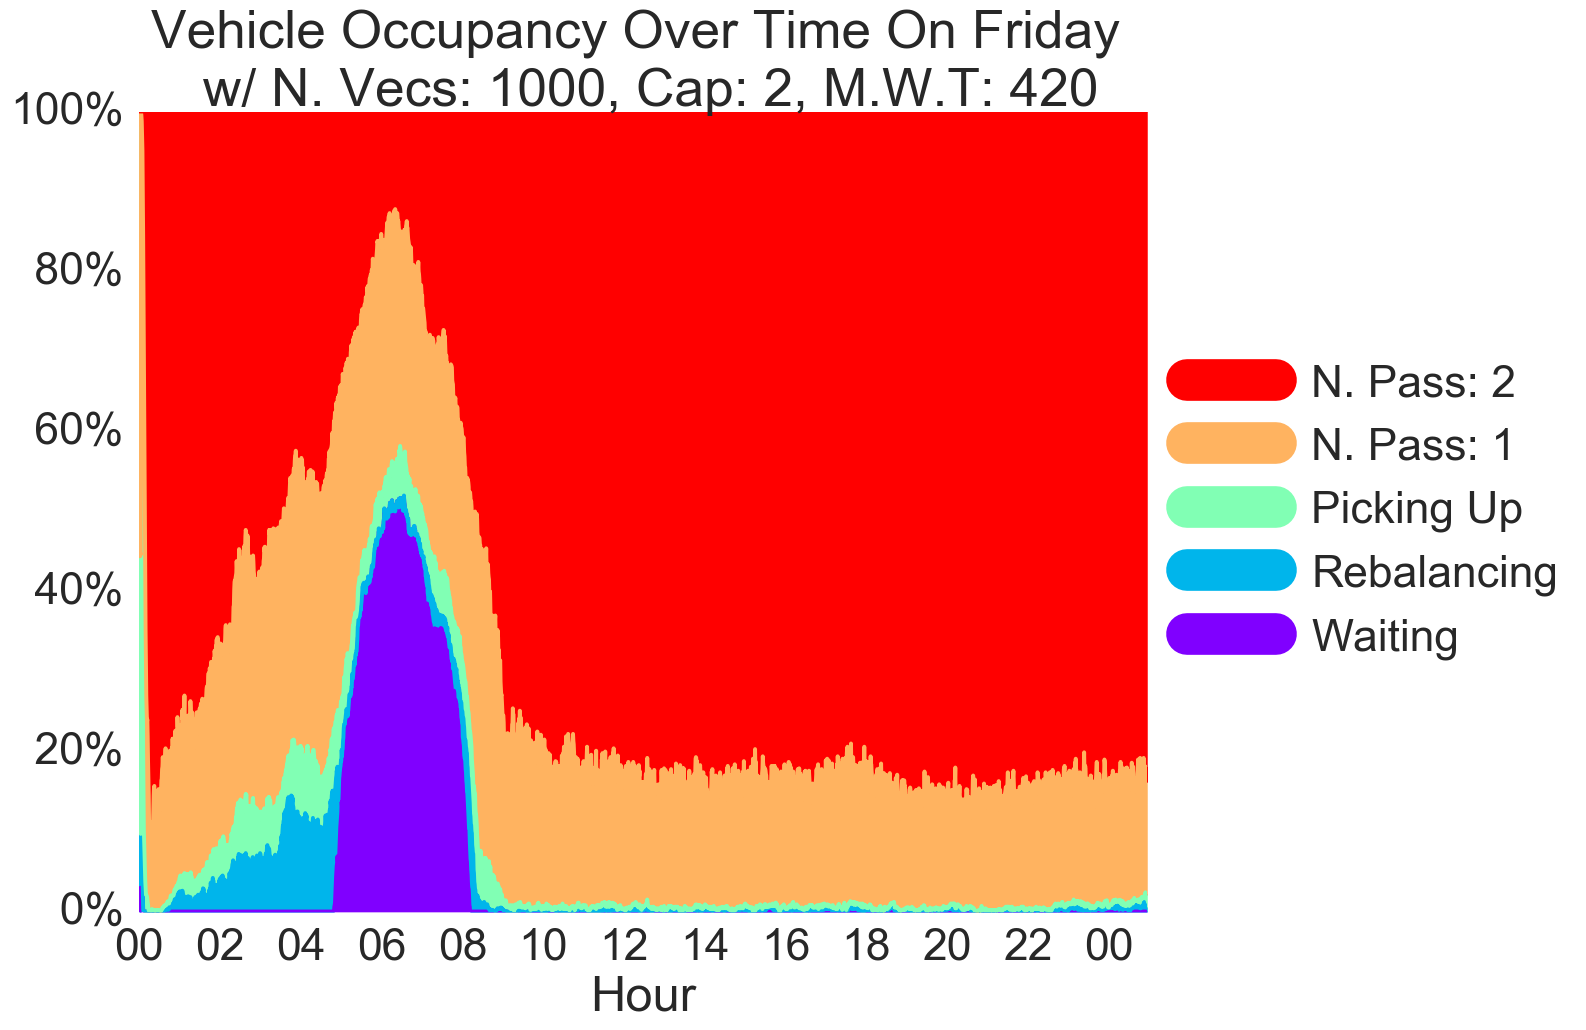 Vehicle Occupancy Over Time On Friday
w/ N. Vecs: 1000, Cap: 2, M.W.T: 420
100%
80%
60%
40%
20%
0%
00 02 04 06 08 10 12 14 16 18 20 22 00
Hour
N. Pass: 2
N. Pass: 1
Picking Up
Rebalancing
Waiting